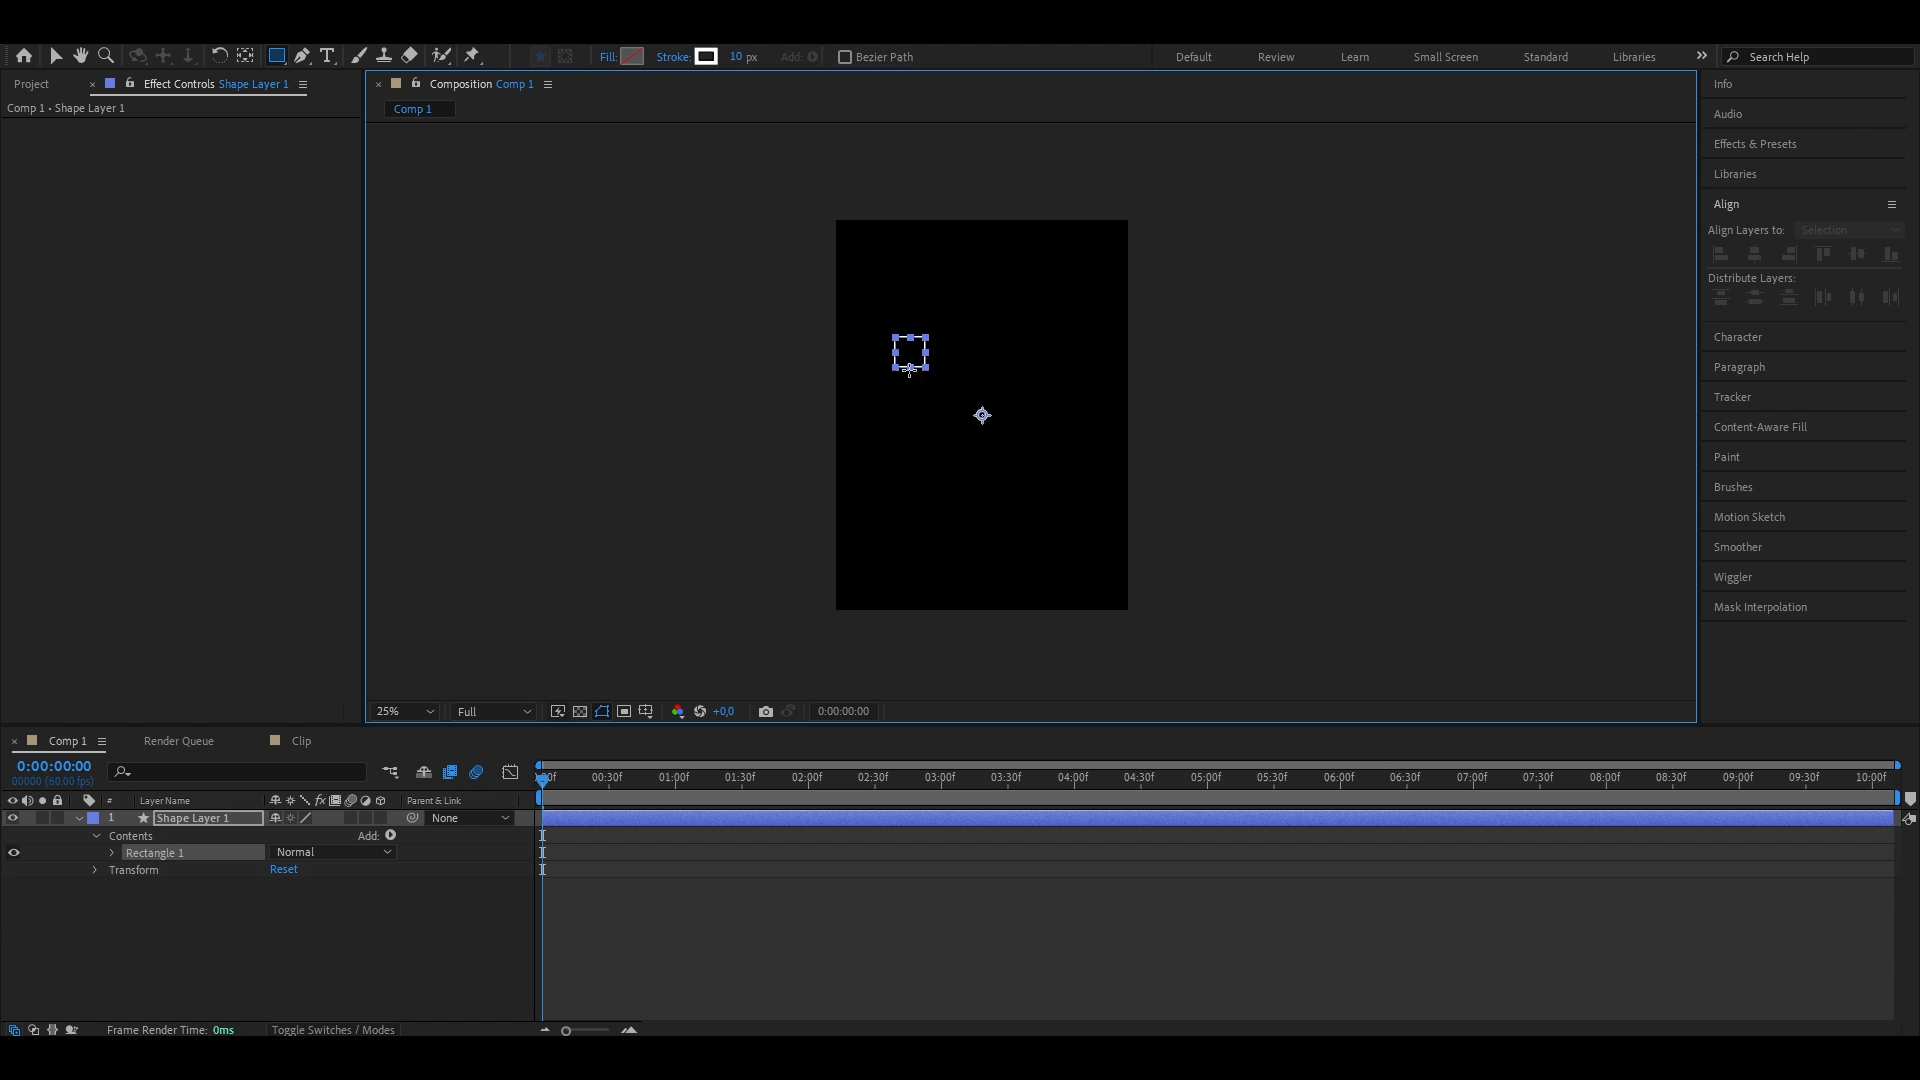 Fill:
Stroke:
10 px
Add:
Bezier Path
Default
Review
Learn
Small Screen
Standard
Libraries
Search Help
Project
Effect Controls Shape Layer 1
Comp 1 • Shape Layer 1
Composition Comp 1
Comp 1
Info
Audio
Effects & Presets
Libraries
Align
Align Layers to:
Selection
Distribute Layers:
Character
Paragraph
Tracker
Content-Aware Fill
Paint
Brushes
Motion Sketch
Smoother
Wiggler
Mask Interpolation
25%
Full
+0,0
0:00:00:00
Comp 1
Render Queue
Clip
0:00:00:00
00000 (60.00 fps)
00:30f
01:00f
01:30f
02:00f
02:30f
03:00f
03:30f
04:00f
04:30f
05:00f
05:30f
06:00f
06:30f
07:00f
07:30f
08:00f
08:30f
09:00f
09:30f
10:00f
#
Layer Name
fx
Parent & Link
1
Shape Layer 1
None
Contents
Add:
Rectangle 1
Normal
Transform
Reset
Frame Render Time: 0ms
Toggle Switches / Modes